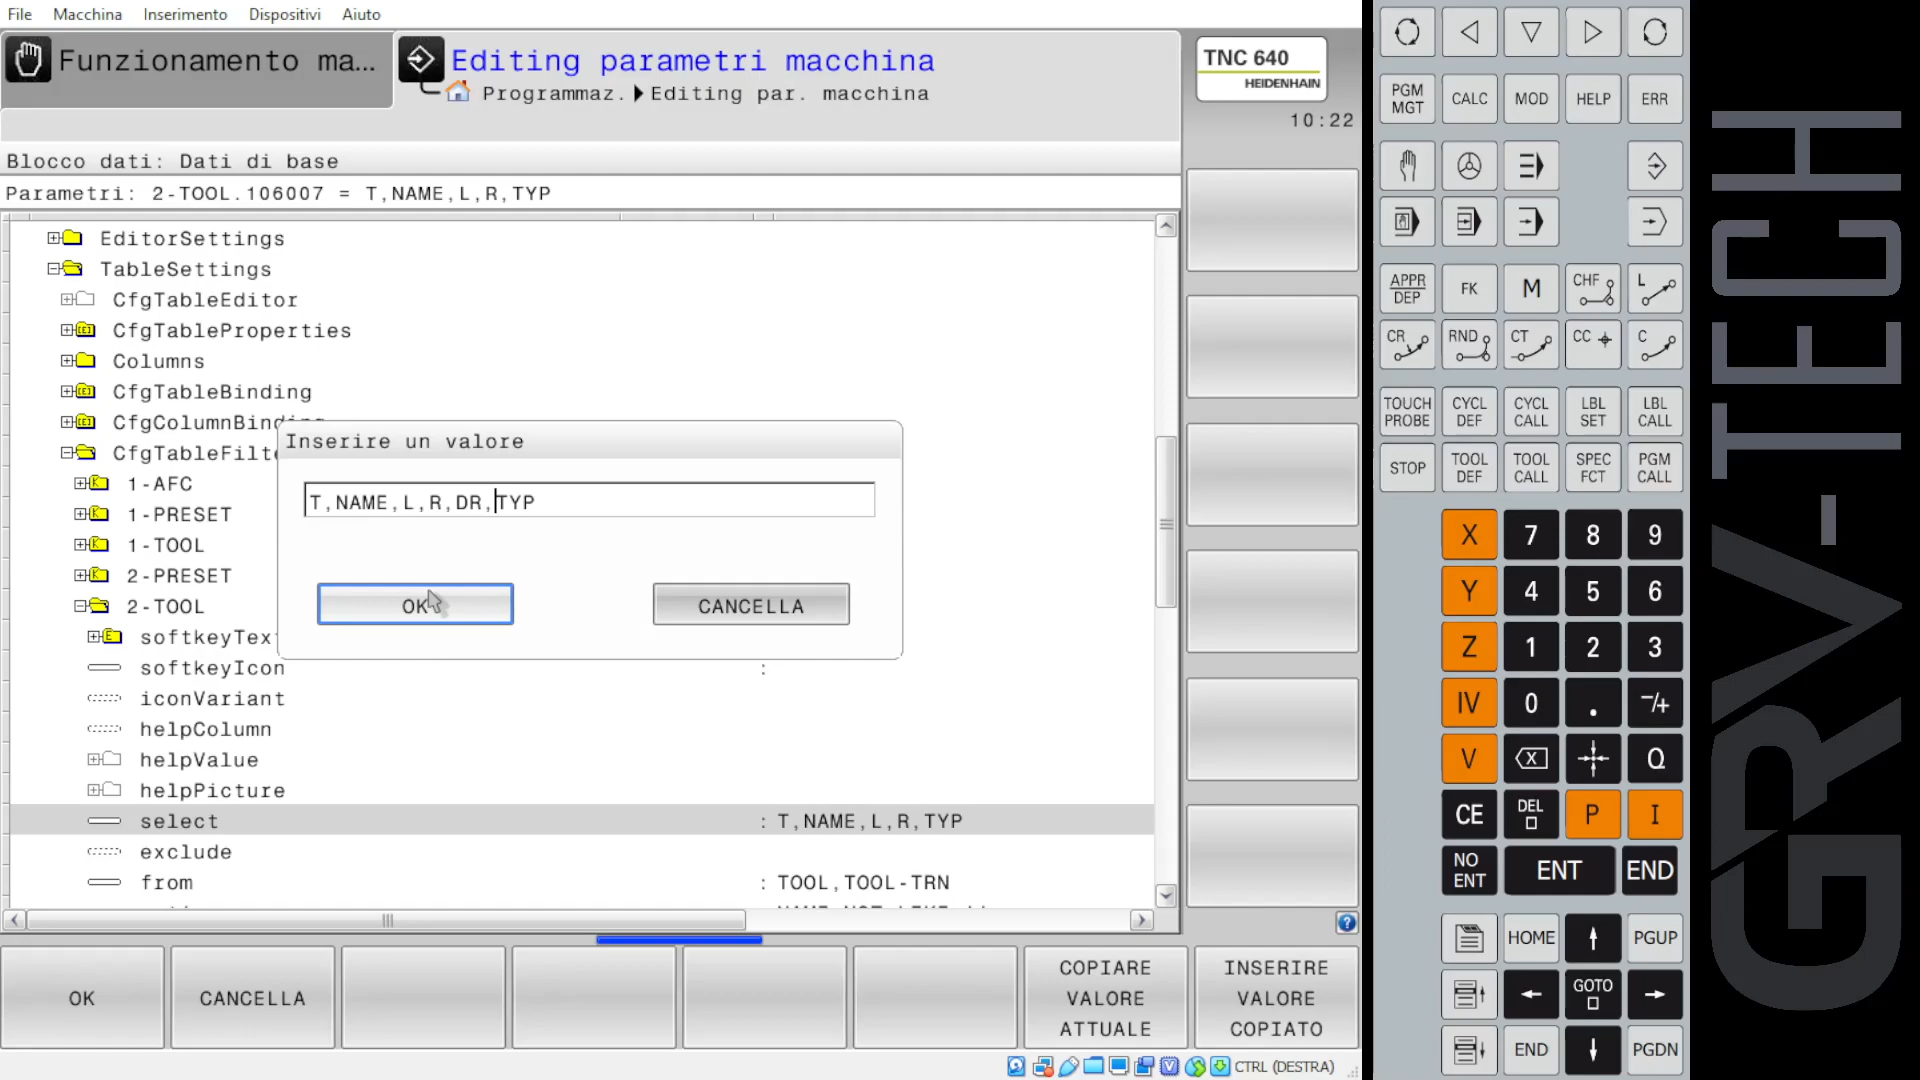 File Macchina Inserimento Dispositivi Aiuto
Funzionamento ma...
Editing parametri macchina
Programmaz. Editing par. macchina
TNC 640
HEIDENHAIN
10:22
Blocco dati: Dati di base
Parametri: 2-TOOL.106007 = T,NAME,L,R,TYP
EditorSettings
TableSettings
CfgTableEditor
CfgTableProperties
Columns
CfgTableBinding
CfgColumnBinding
CfgTableFilte
1-AFC
1-PRESET
1-TOOL
2-PRESET
2-TOOL
softkeyTex
softkeyIcon :
iconVariant
helpColumn
helpValue
helpPicture
select : T,NAME,L,R,TYP
exclude
from : TOOL,TOOL-TRN
Inserire un valore
T,NAME,L,R,DR,TYP
OK CANCELLA
OK CANCELLA
COPIARE
VALORE
ATTUALE
INSERIRE
VALORE
COPIATO
CTRL (DESTRA)
PGM
MGT
CALC MOD HELP ERR
APPR
DEP
FK M CHF L
CR RND CT CC C
TOUCH
PROBE
CYCL
DEF
CYCL
CALL
LBL
SET
LBL
CALL
STOP
TOOL
DEF
TOOL
CALL
SPEC
FCT
PGM
CALL
X 7 8 9
Y 4 5 6
Z 1 2 3
IV 0 . -/+
V X Q
CE DEL P I
NO
ENT
ENT END
HOME PGUP
GOTO
END PGDN
GRV-TECH